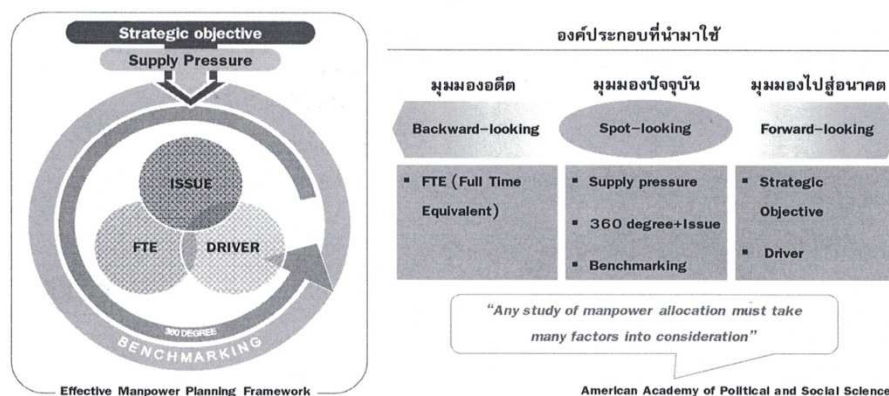 Strategic objective
Supply Pressure
ISSUE
FTE
DRIVER
360 DEGREE
BENCHMARKING
Effective Manpower Planning Framework
องค์ประกอบที่นำมาใช้
มุมมองอดีต
Backward-looking
▪ FTE (Full Time
Equivalent)
มุมมองปัจจุบัน
Spot-looking
▪ Supply pressure
▪ 360 degree+Issue
▪ Benchmarking
มุมมองไปสู่อนาคต
Forward-looking
▪ Strategic
Objective
▪ Driver
“Any study of manpower allocation must take
many factors into consideration”
American Academy of Political and Social Science